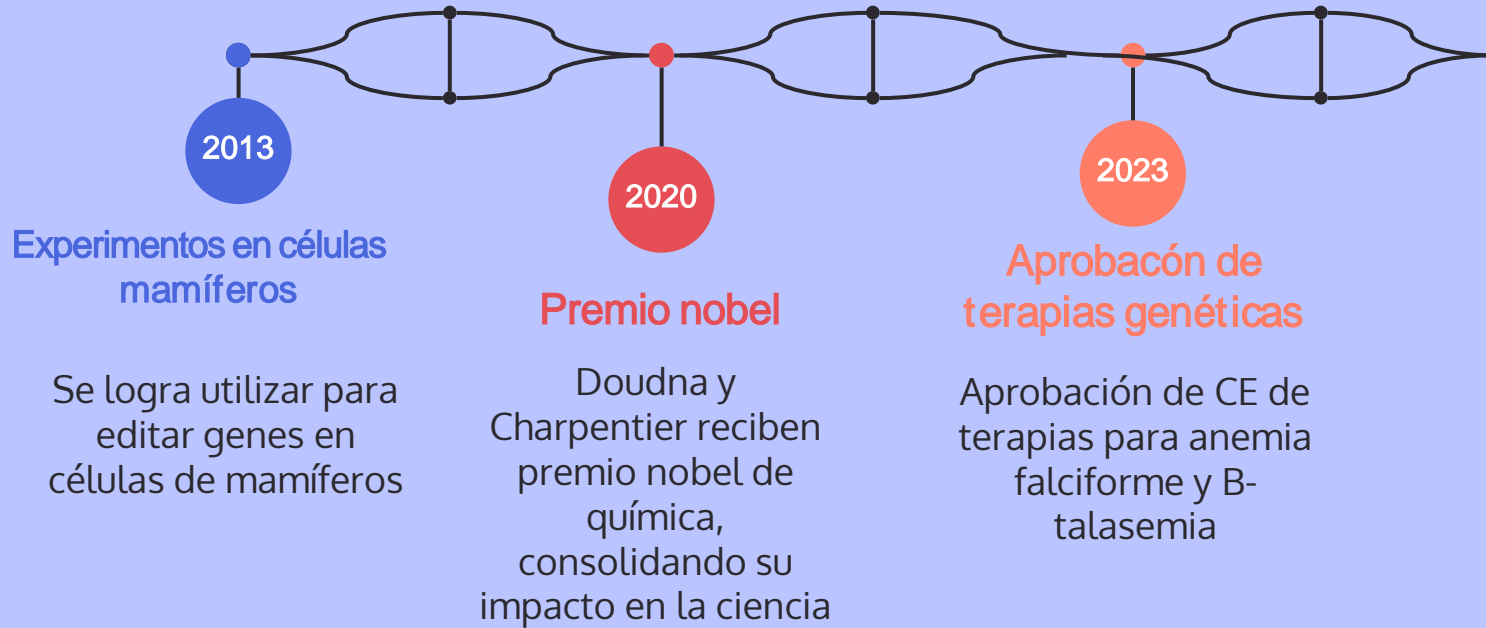 2013
Experimentos en células
mamíferos
Se logra utilizar para
editar genes en
células de mamíferos
2020
Premio nobel
Doudna y
Charpentier reciben
premio nobel de
química,
consolidando su
impacto en la ciencia
2023
Aprobacón de
terapias genéticas
Aprobación de CE de
terapias para anemia
falciforme y B-
talasemia